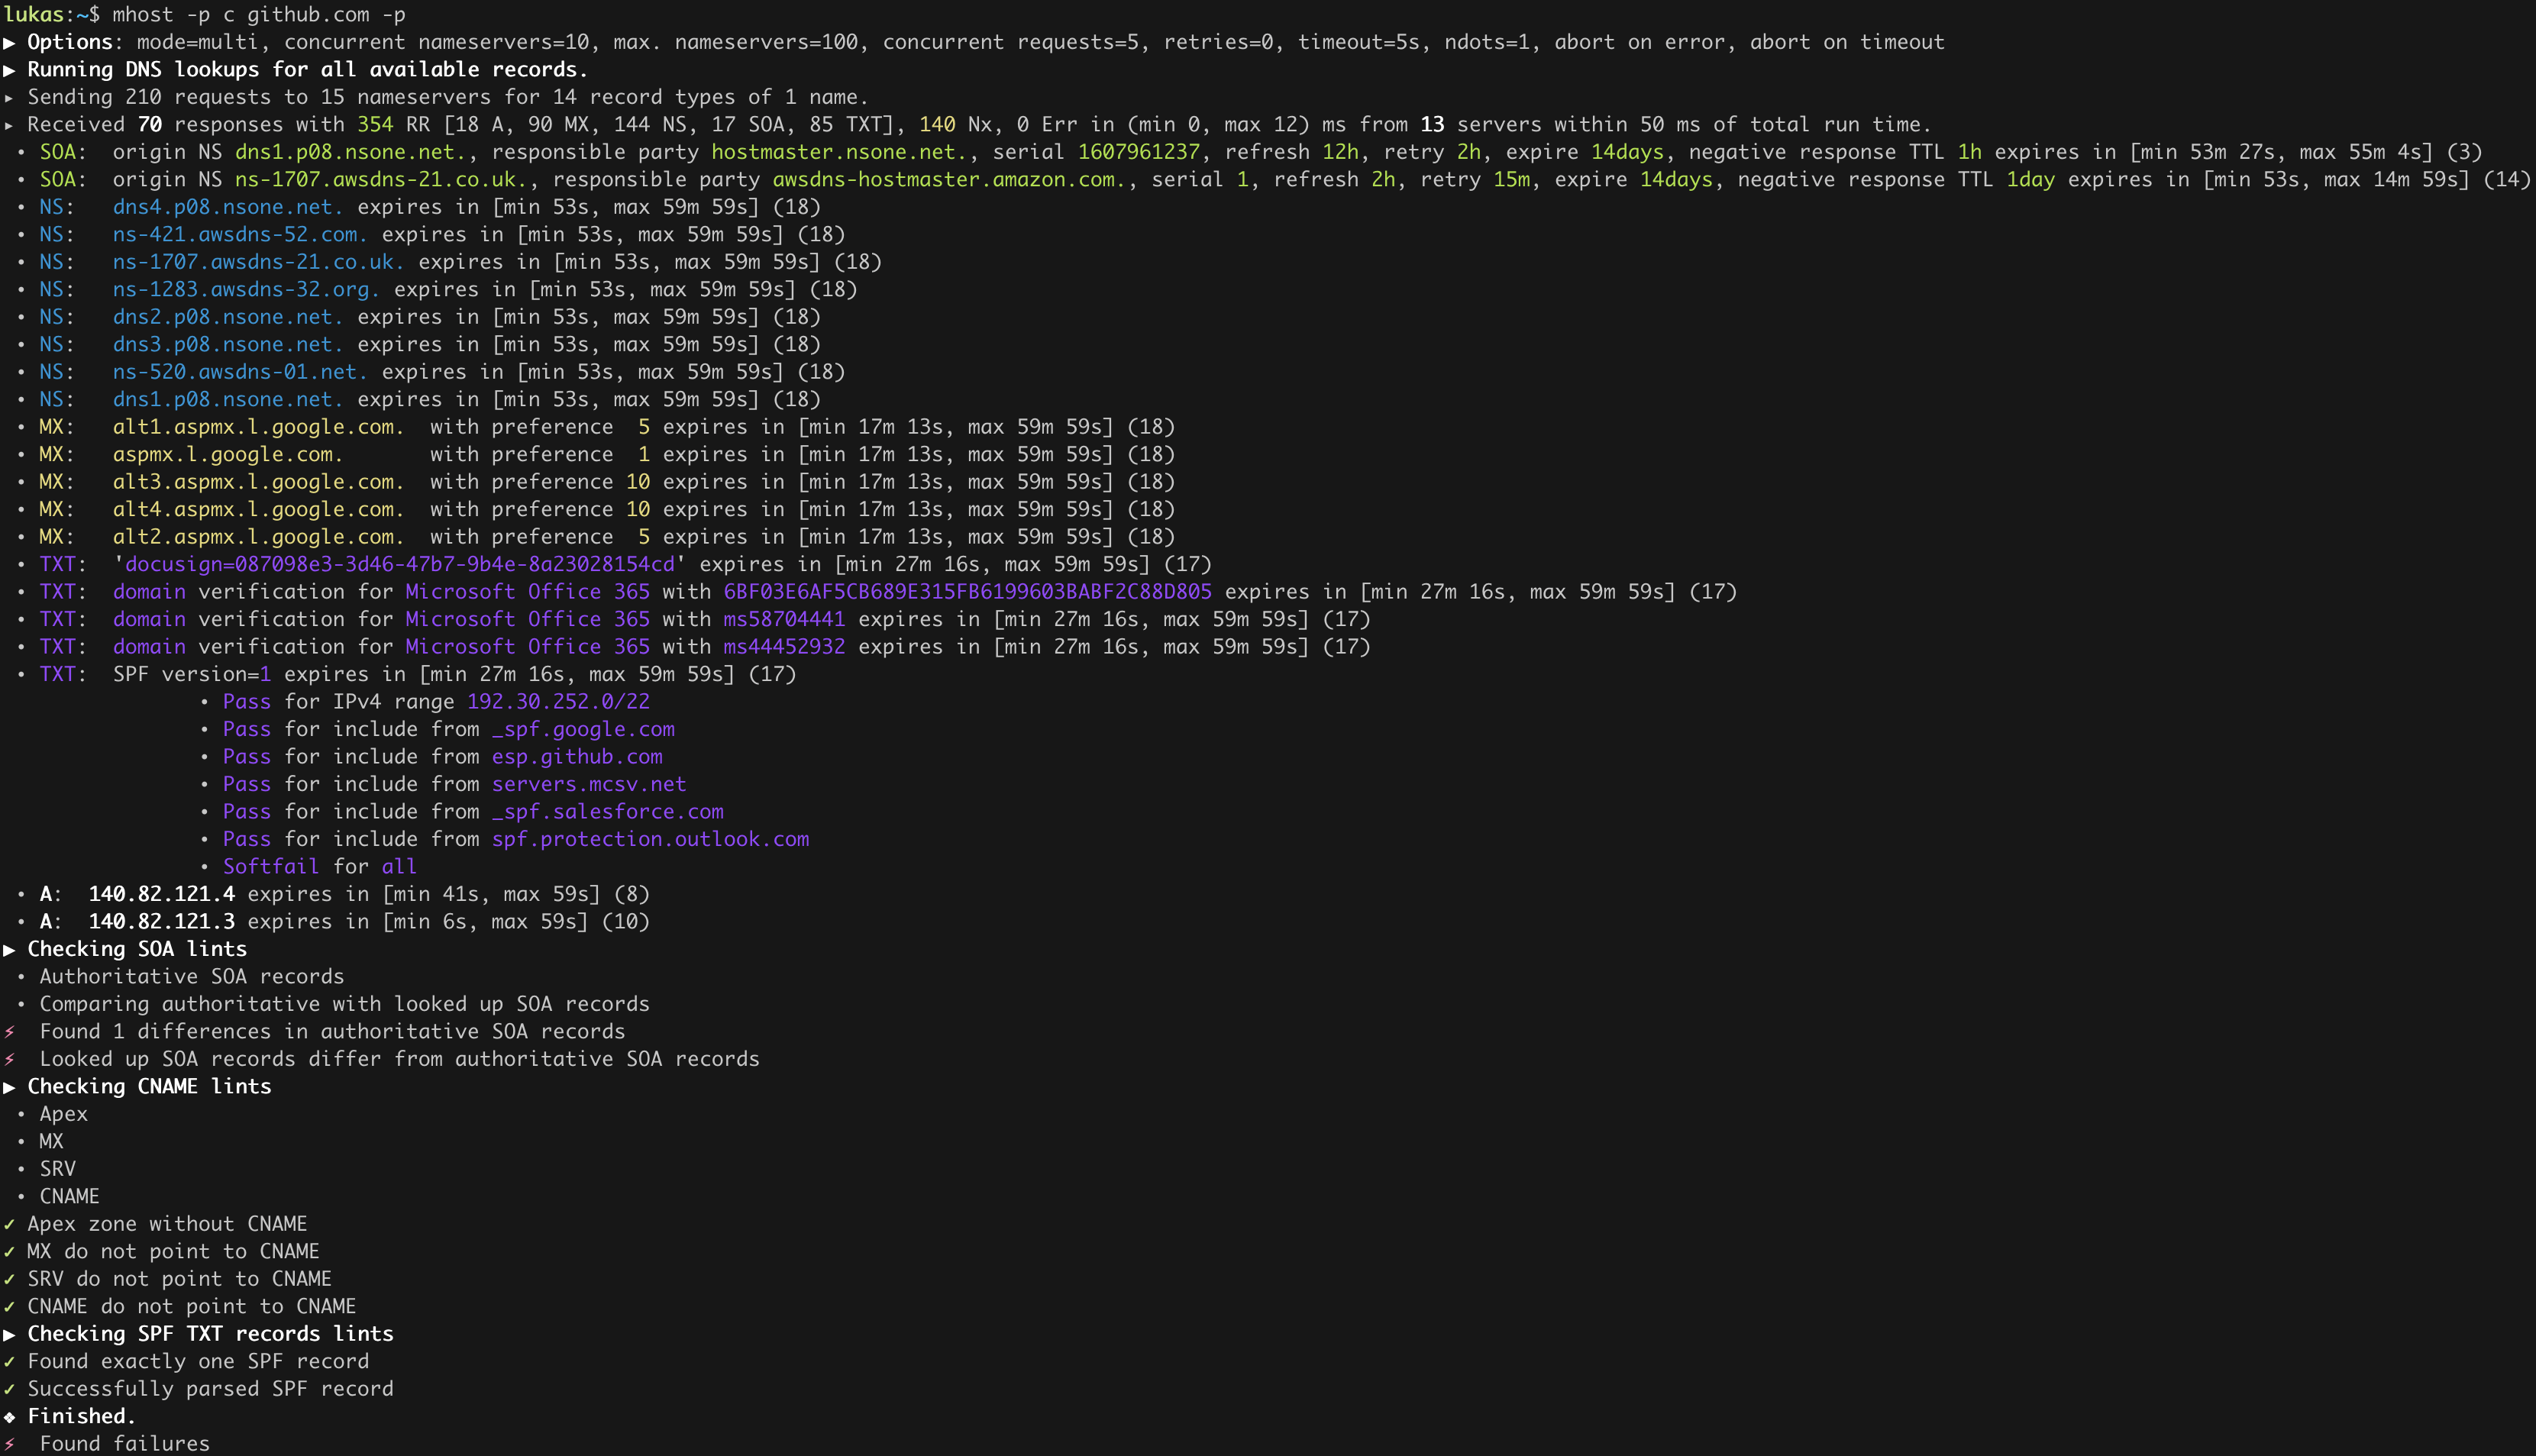 lukas:~$ mhost -p c github.com -p
▶ Options: mode=multi, concurrent nameservers=10, max. nameservers=100, concurrent requests=5, retries=0, timeout=5s, ndots=1, abort on error, abort on timeout
▶ Running DNS lookups for all available records.
▸ Sending 210 requests to 15 nameservers for 14 record types of 1 name.
▸ Received 70 responses with 354 RR [18 A, 90 MX, 144 NS, 17 SOA, 85 TXT], 140 Nx, 0 Err in (min 0, max 12) ms from 13 servers within 50 ms of total run time.
• SOA: origin NS dns1.p08.nsone.net., responsible party hostmaster.nsone.net., serial 1607961237, refresh 12h, retry 2h, expire 14days, negative response TTL 1h expires in [min 53m 27s, max 55m 4s] (3)
• SOA: origin NS ns-1707.awsdns-21.co.uk., responsible party awsdns-hostmaster.amazon.com., serial 1, refresh 2h, retry 15m, expire 14days, negative response TTL 1day expires in [min 53s, max 14m 59s] (14)
• NS: dns4.p08.nsone.net. expires in [min 53s, max 59m 59s] (18)
• NS: ns-421.awsdns-52.com. expires in [min 53s, max 59m 59s] (18)
• NS: ns-1707.awsdns-21.co.uk. expires in [min 53s, max 59m 59s] (18)
• NS: ns-1283.awsdns-32.org. expires in [min 53s, max 59m 59s] (18)
• NS: dns2.p08.nsone.net. expires in [min 53s, max 59m 59s] (18)
• NS: dns3.p08.nsone.net. expires in [min 53s, max 59m 59s] (18)
• NS: ns-520.awsdns-01.net. expires in [min 53s, max 59m 59s] (18)
• NS: dns1.p08.nsone.net. expires in [min 53s, max 59m 59s] (18)
• MX: alt1.aspmx.l.google.com. with preference 5 expires in [min 17m 13s, max 59m 59s] (18)
• MX: aspmx.l.google.com. with preference 1 expires in [min 17m 13s, max 59m 59s] (18)
• MX: alt3.aspmx.l.google.com. with preference 10 expires in [min 17m 13s, max 59m 59s] (18)
• MX: alt4.aspmx.l.google.com. with preference 10 expires in [min 17m 13s, max 59m 59s] (18)
• MX: alt2.aspmx.l.google.com. with preference 5 expires in [min 17m 13s, max 59m 59s] (18)
• TXT: 'docusign=087098e3-3d46-47b7-9b4e-8a23028154cd' expires in [min 27m 16s, max 59m 59s] (17)
• TXT: domain verification for Microsoft Office 365 with 6BF03E6AF5CB689E315FB6199603BABF2C88D805 expires in [min 27m 16s, max 59m 59s] (17)
• TXT: domain verification for Microsoft Office 365 with ms58704441 expires in [min 27m 16s, max 59m 59s] (17)
• TXT: domain verification for Microsoft Office 365 with ms44452932 expires in [min 27m 16s, max 59m 59s] (17)
• TXT: SPF version=1 expires in [min 27m 16s, max 59m 59s] (17)
• Pass for IPv4 range 192.30.252.0/22
• Pass for include from _spf.google.com
• Pass for include from esp.github.com
• Pass for include from servers.mcsv.net
• Pass for include from _spf.salesforce.com
• Pass for include from spf.protection.outlook.com
• Softfail for all
• A: 140.82.121.4 expires in [min 41s, max 59s] (8)
• A: 140.82.121.3 expires in [min 6s, max 59s] (10)
▶ Checking SOA lints
• Authoritative SOA records
• Comparing authoritative with looked up SOA records
⚡ Found 1 differences in authoritative SOA records
⚡ Looked up SOA records differ from authoritative SOA records
▶ Checking CNAME lints
• Apex
• MX
• SRV
• CNAME
✓ Apex zone without CNAME
✓ MX do not point to CNAME
✓ SRV do not point to CNAME
✓ CNAME do not point to CNAME
▶ Checking SPF TXT records lints
✓ Found exactly one SPF record
✓ Successfully parsed SPF record
❖ Finished.
⚡ Found failures